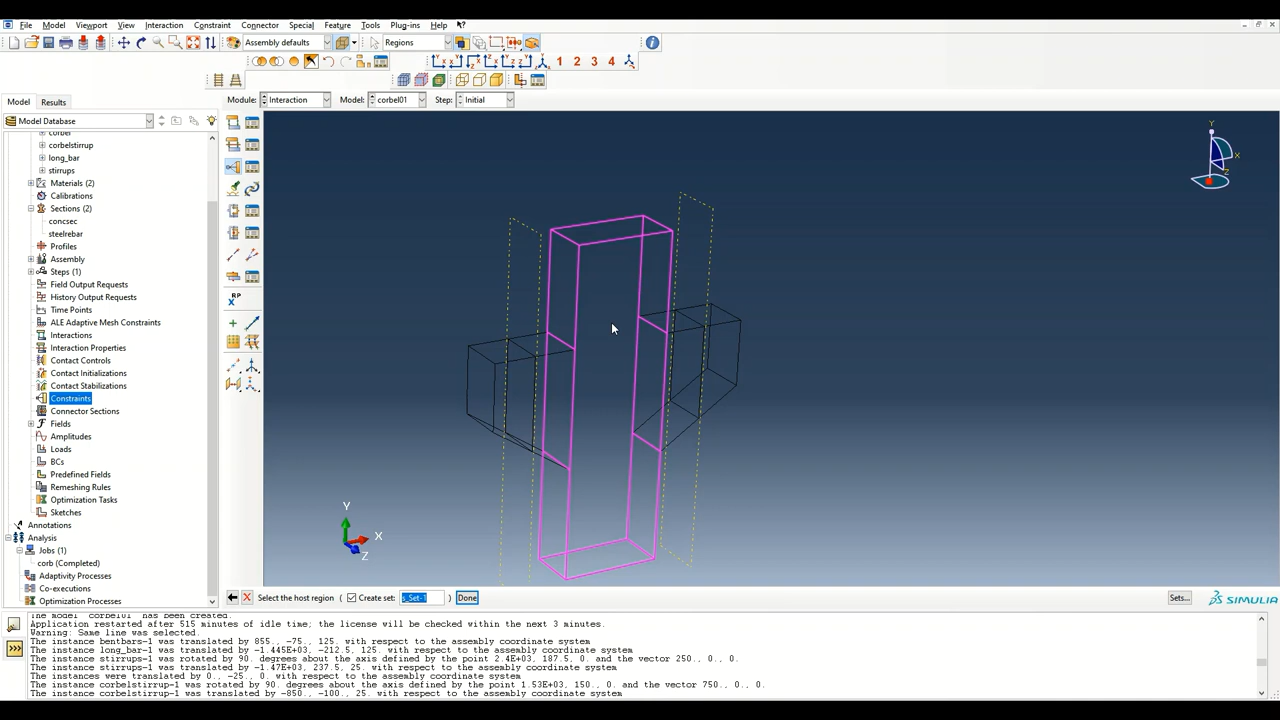 File Model Viewport View Interaction Constraint Connector Special Feature Tools Plug-ins Help
Assembly defaults Regions
1 2 3 4
Model Results Module: Interaction Model: corbel01 Step: Initial
Model Database
corbel
corbelstirrup
long_bar
stirrups
Materials (2)
Calibrations
Sections (2)
concsec
steelrebar
Profiles
Assembly
Steps (1)
Field Output Requests
History Output Requests
Time Points
ALE Adaptive Mesh Constraints
Interactions
Interaction Properties
Contact Controls
Contact Initializations
Contact Stabilizations
Constraints
Connector Sections
Fields
Amplitudes
Loads
BCs
Predefined Fields
Remeshing Rules
Optimization Tasks
Sketches
Annotations
Analysis
Jobs (1)
corb (Completed)
Adaptivity Processes
Co-executions
Optimization Processes
RP
Y
X
Z
Y
X
Z
Select the host region ( Create set: s_Set-1 ) Done Sets... SIMULIA
The model "corbel01" has been created.
Application restarted after 515 minutes of idle time; the license will be checked within the next 3 minutes.
Warning: Same line was selected.
The instance bentbars-1 was translated by 855., -75., 125. with respect to the assembly coordinate system
The instance long_bar-1 was translated by -1.445E+03, -212.5, 125. with respect to the assembly coordinate system
The instance stirrups-1 was rotated by 90. degrees about the axis defined by the point 2.4E+03, 187.5, 0. and the vector 250., 0., 0.
The instance stirrups-1 was translated by -1.47E+03, 237.5, 25. with respect to the assembly coordinate system
The instances were translated by 0., -25., 0. with respect to the assembly coordinate system
The instance corbelstirrup-1 was rotated by 90. degrees about the axis defined by the point 1.53E+03, 150., 0. and the vector 750., 0., 0.
The instance corbelstirrup-1 was translated by -850., -100., 25. with respect to the assembly coordinate system